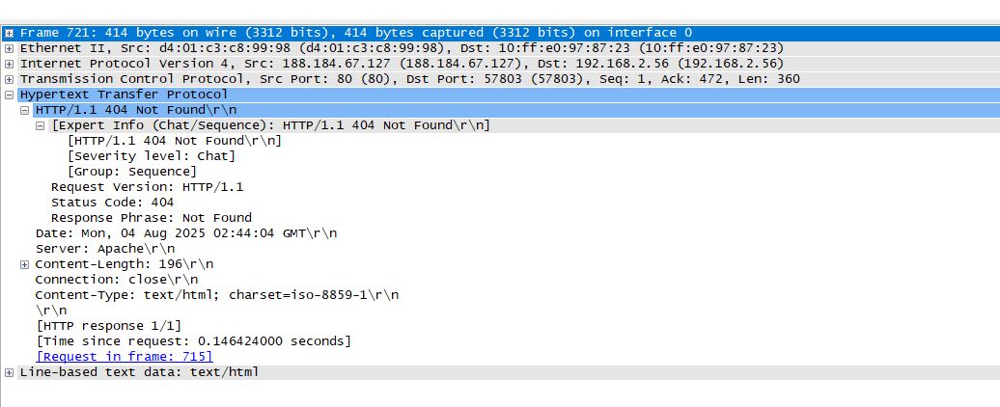 Frame 721: 414 bytes on wire (3312 bits), 414 bytes captured (3312 bits) on interface 0
Ethernet II, Src: d4:01:c3:c8:99:98 (d4:01:c3:c8:99:98), Dst: 10:ff:e0:97:87:23 (10:ff:e0:97:87:23)
Internet Protocol Version 4, Src: 188.184.67.127 (188.184.67.127), Dst: 192.168.2.56 (192.168.2.56)
Transmission Control Protocol, Src Port: 80 (80), Dst Port: 57803 (57803), Seq: 1, Ack: 472, Len: 360
Hypertext Transfer Protocol
HTTP/1.1 404 Not Found\r\n
[Expert Info (Chat/Sequence): HTTP/1.1 404 Not Found\r\n]
[HTTP/1.1 404 Not Found\r\n]
[Severity level: Chat]
[Group: Sequence]
Request Version: HTTP/1.1
Status Code: 404
Response Phrase: Not Found
Date: Mon, 04 Aug 2025 02:44:04 GMT\r\n
Server: Apache\r\n
Content-Length: 196\r\n
Connection: close\r\n
Content-Type: text/html; charset=iso-8859-1\r\n
\r\n
[HTTP response 1/1]
[Time since request: 0.146424000 seconds]
[Request in frame: 715]
Line-based text data: text/html